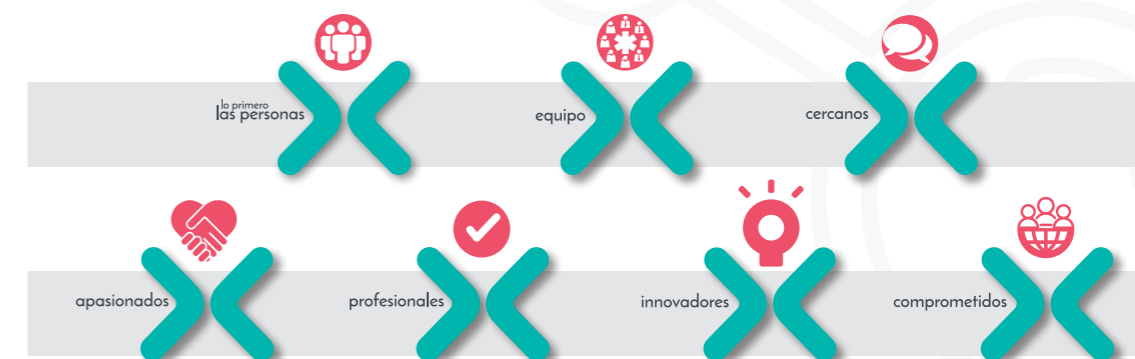 lo primero
las personas
equipo
cercanos
apasionados
profesionales
innovadores
comprometidos